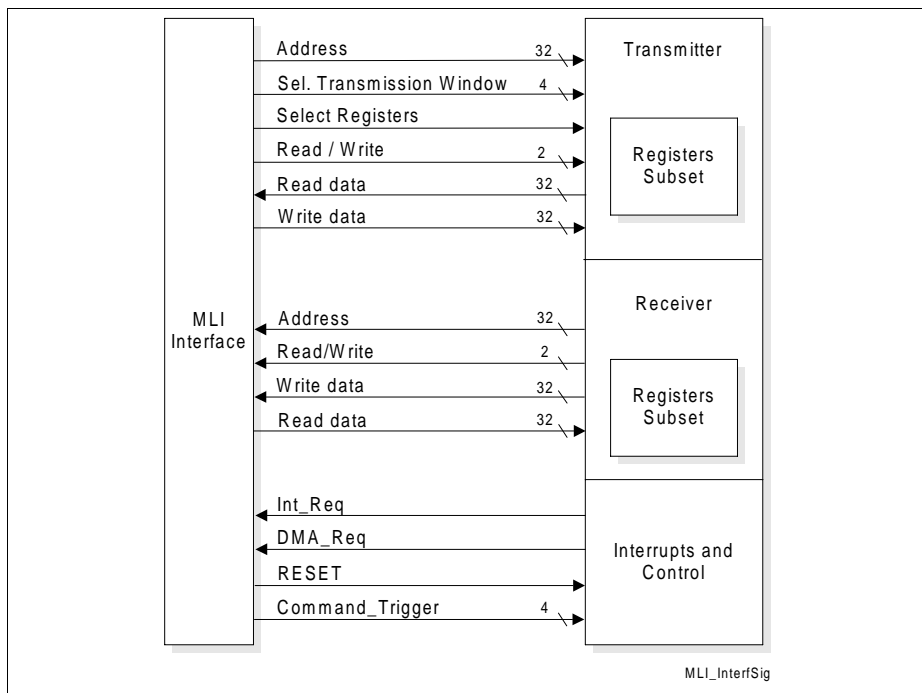 MLI
Interface
Address 32
Sel. Transmission Window 4
Select Registers
Read / Write 2
Read data 32
Write data 32
Transmitter
Registers
Subset
Address 32
Read/Write 2
Write data 32
Read data 32
Receiver
Registers
Subset
Int_Req
DMA_Req
RESET
Command_Trigger 4
Interrupts and
Control
MLI_InterfSig